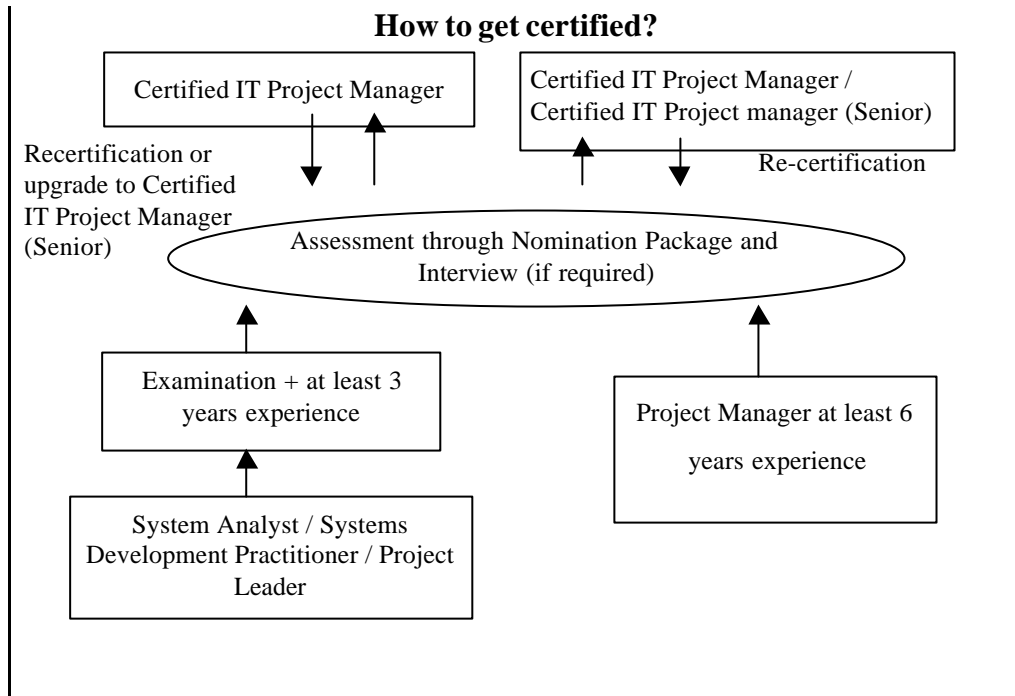 How to get certified?
Certified IT Project Manager
Certified IT Project Manager /
Certified IT Project manager (Senior)
Recertification or
upgrade to Certified
IT Project Manager
(Senior)
Re-certification
Assessment through Nomination Package and
Interview (if required)
Examination + at least 3
years experience
Project Manager at least 6
years experience
System Analyst / Systems
Development Practitioner / Project
Leader